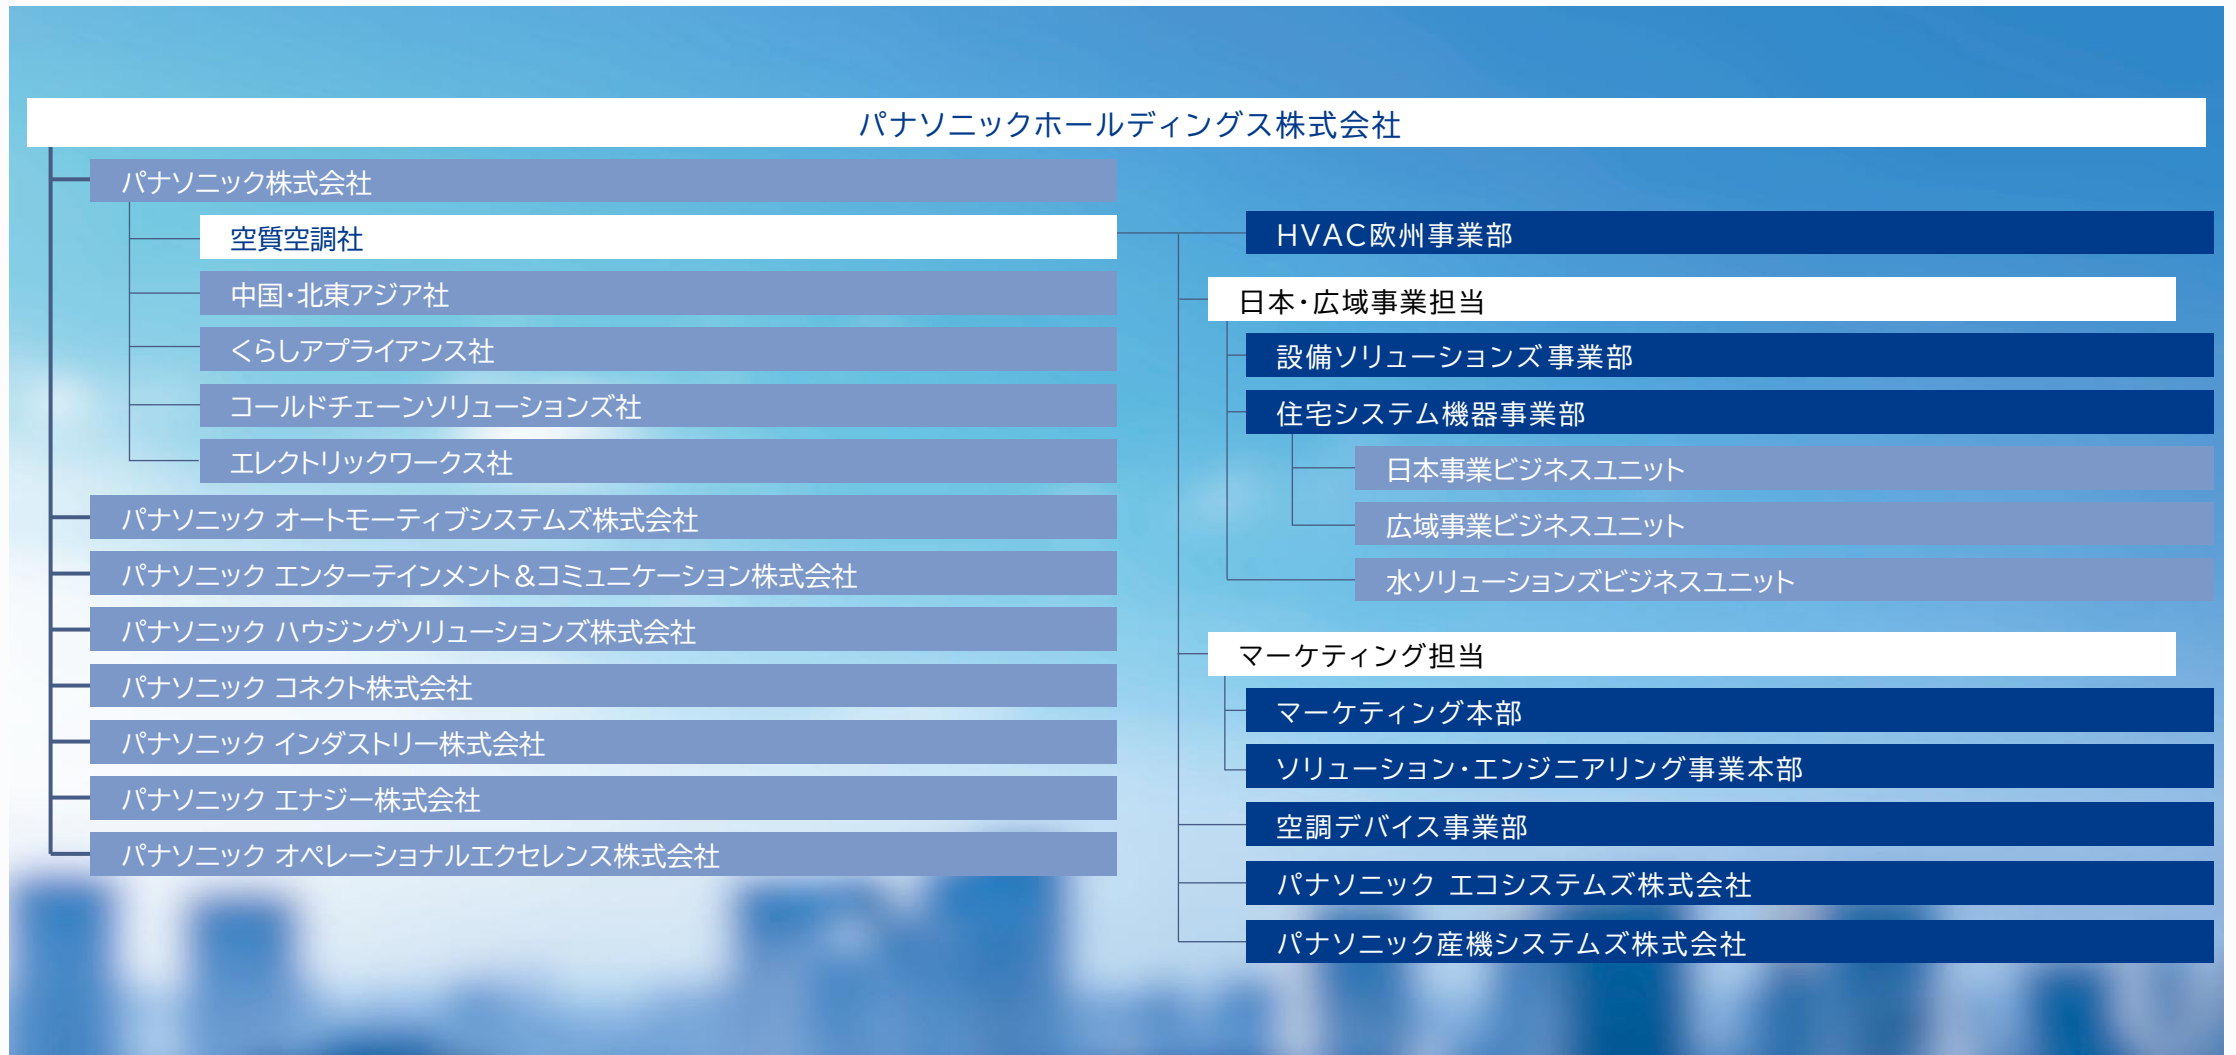 パナソニックホールディングス株式会社
パナソニック株式会社
空質空調社
中国・北東アジア社
くらしアプライアンス社
コールドチェーンソリューションズ社
エレクトリックワークス社
パナソニック オートモーティブシステムズ株式会社
パナソニック エンターテインメント＆コミュニケーション株式会社
パナソニック ハウジングソリューションズ株式会社
パナソニック コネクト株式会社
パナソニック インダストリー株式会社
パナソニック エナジー株式会社
パナソニック オペレーショナルエクセレンス株式会社
HVAC欧州事業部
日本・広域事業担当
設備ソリューションズ事業部
住宅システム機器事業部
日本事業ビジネスユニット
広域事業ビジネスユニット
水ソリューションズビジネスユニット
マーケティング担当
マーケティング本部
ソリューション・エンジニアリング事業本部
空調デバイス事業部
パナソニック エコシステムズ株式会社
パナソニック産機システムズ株式会社